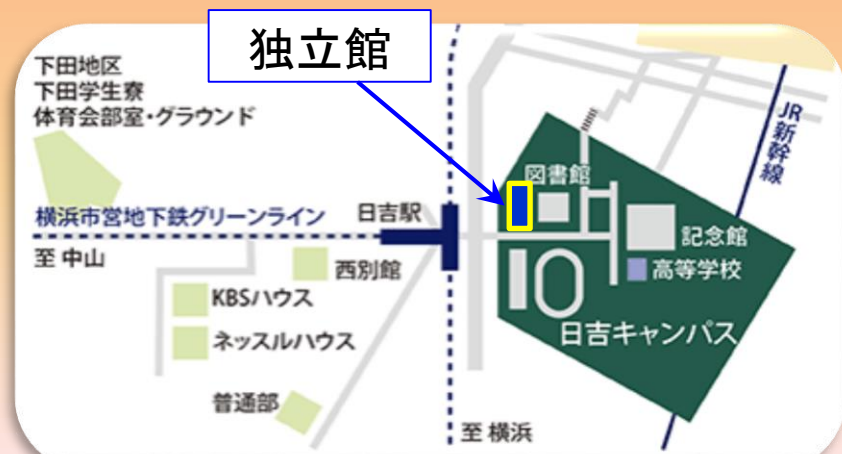 独立館
下田地区
下田学生寮
体育会部室・グラウンド
JR新幹線
図書館
横浜市営地下鉄グリーンライン
日吉駅
至 中山
西別館
記念館
高等学校
KBSハウス
ネッスルハウス
日吉キャンパス
普通部
至 横浜